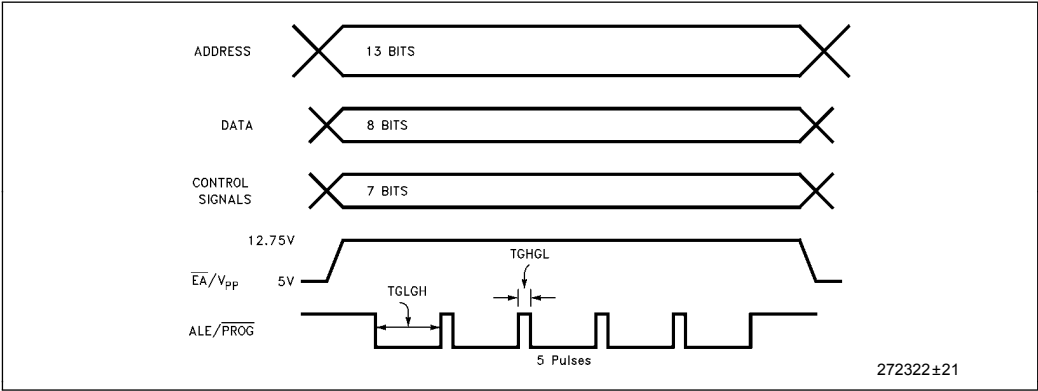 ADDRESS
13 BITS
DATA
8 BITS
CONTROL
SIGNALS
7 BITS
12.75V
TGHGL
EA/VPP
5V
TGLGH
ALE/PROG
5 Pulses
272322±21